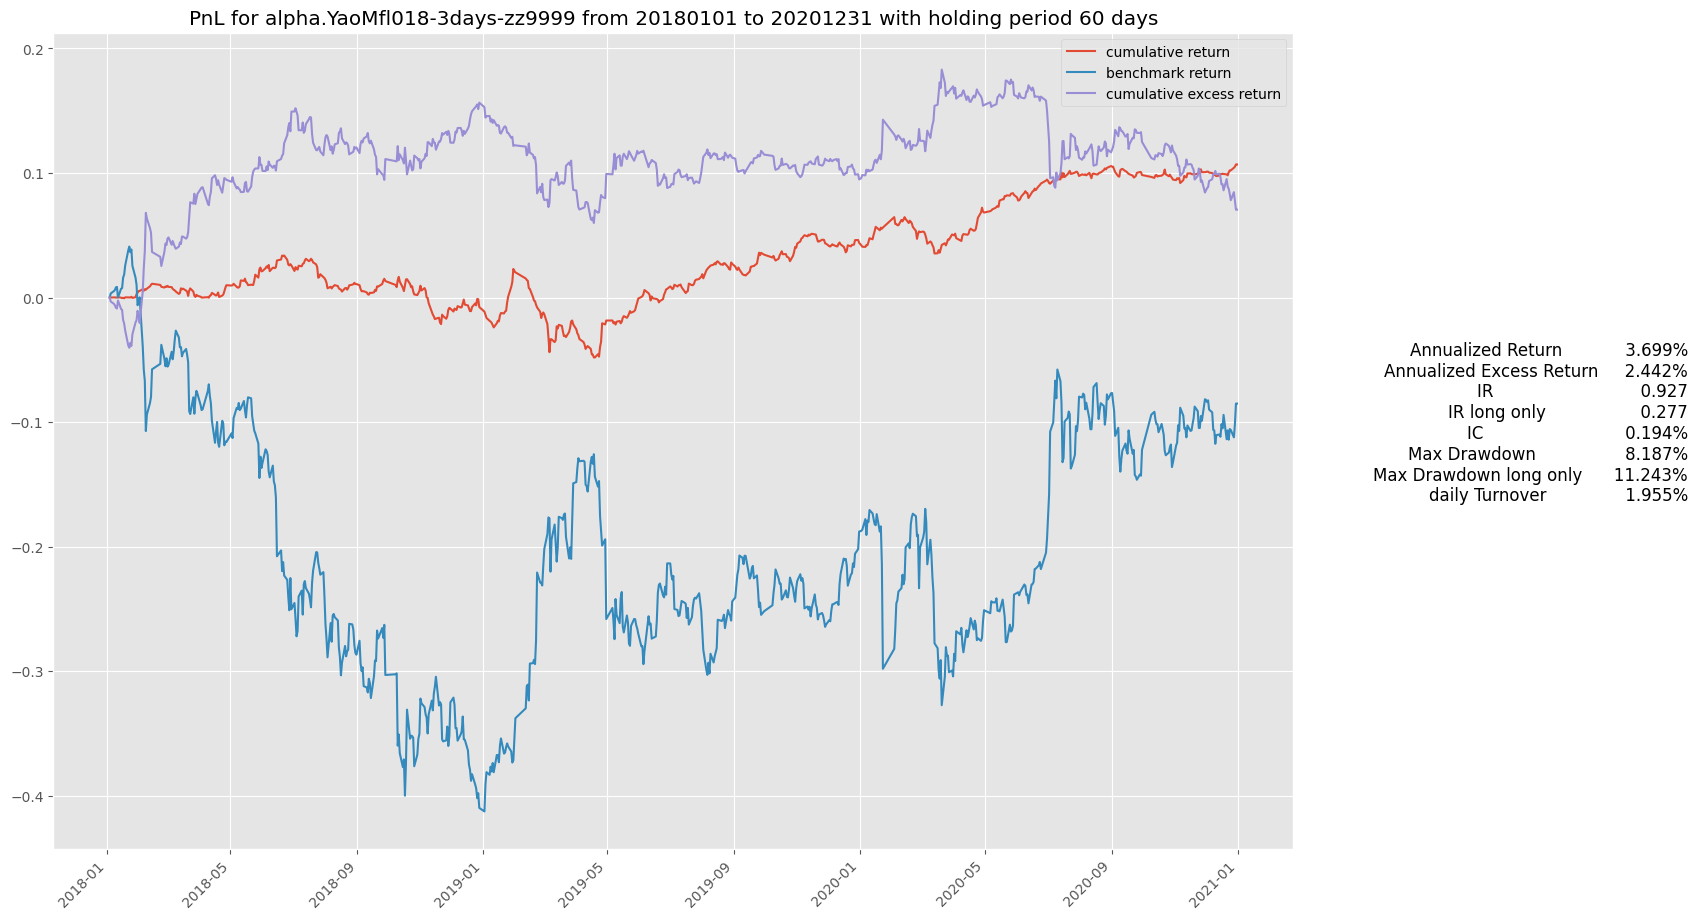 PnL for alpha.YaoMfl018-3days-zz9999 from 20180101 to 20201231 with holding period 60 days
cumulative return
benchmark return
cumulative excess return
0.2
0.1
0.0
−0.1
−0.2
−0.3
−0.4
2018-01
2018-05
2018-09
2019-01
2019-05
2019-09
2020-01
2020-05
2020-09
2021-01
Annualized Return 3.699%
Annualized Excess Return 2.442%
IR 0.927
IR long only 0.277
IC 0.194%
Max Drawdown 8.187%
Max Drawdown long only 11.243%
daily Turnover 1.955%